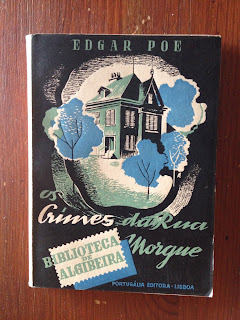 EDGAR POE
os
Crimes da Rua
Morgue
BIBLIOTECA
DE
ALGIBEIRA
PORTUGÁLIA EDITORA - LISBOA